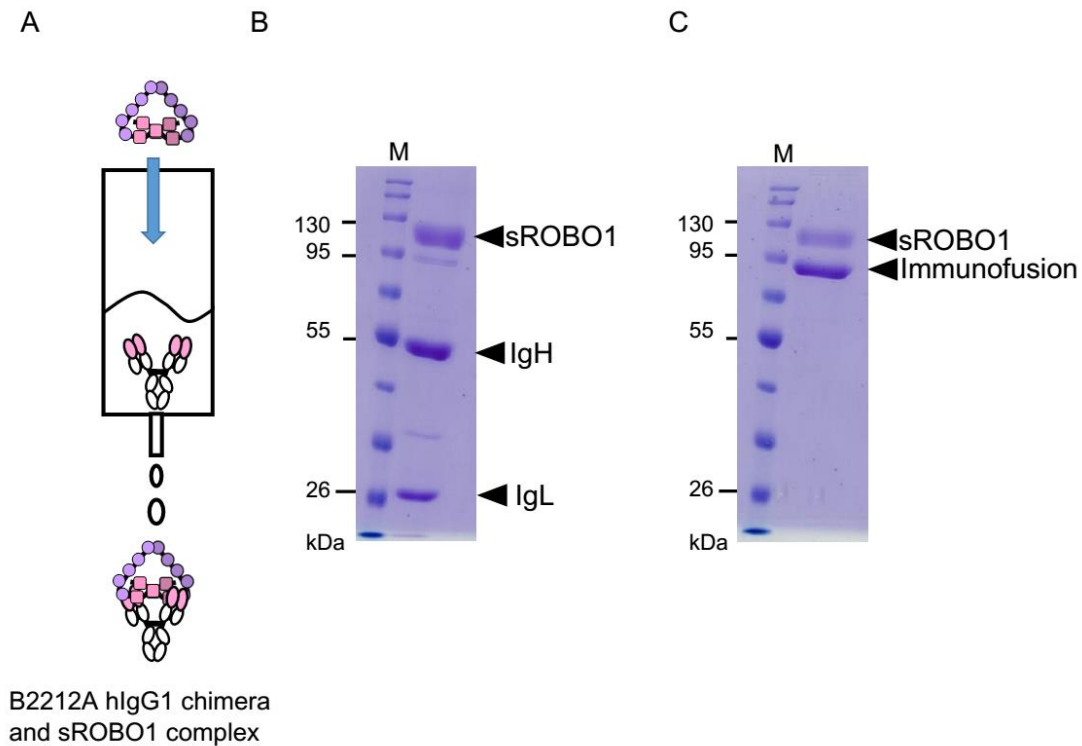 A
B
C
M
130
95
55
26
kDa
sROBO1
IgH
IgL
M
130
95
55
26
kDa
sROBO1
Immunofusion
B2212A hIgG1 chimera
and sROBO1 complex